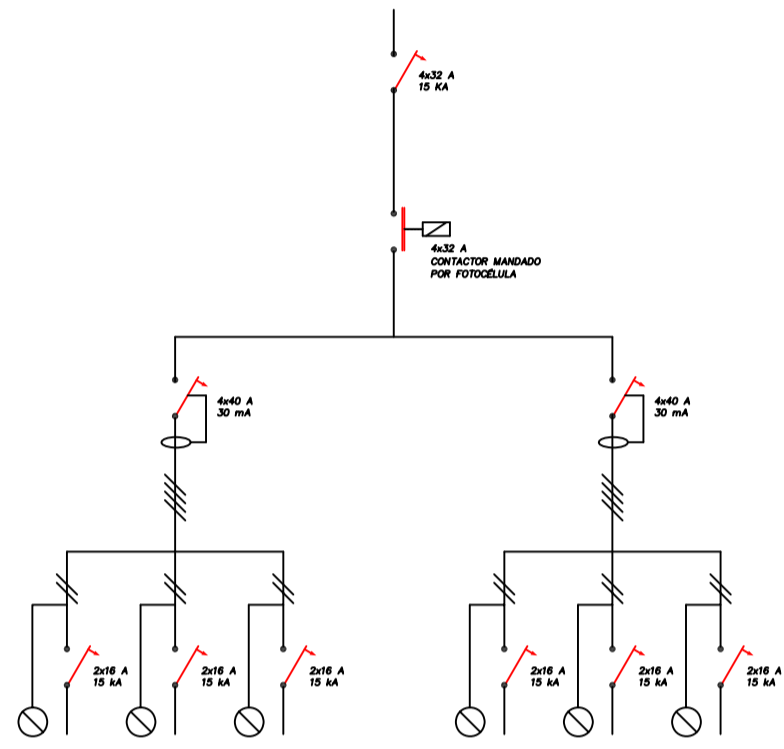 4x32 A
15 KA
4x32 A
CONTACTOR MANDADO
POR FOTOCÉLULA
4x40 A
30 mA
4x40 A
30 mA
2x16 A
15 kA
2x16 A
15 kA
2x16 A
15 kA
2x16 A
15 kA
2x16 A
15 kA
2x16 A
15 kA